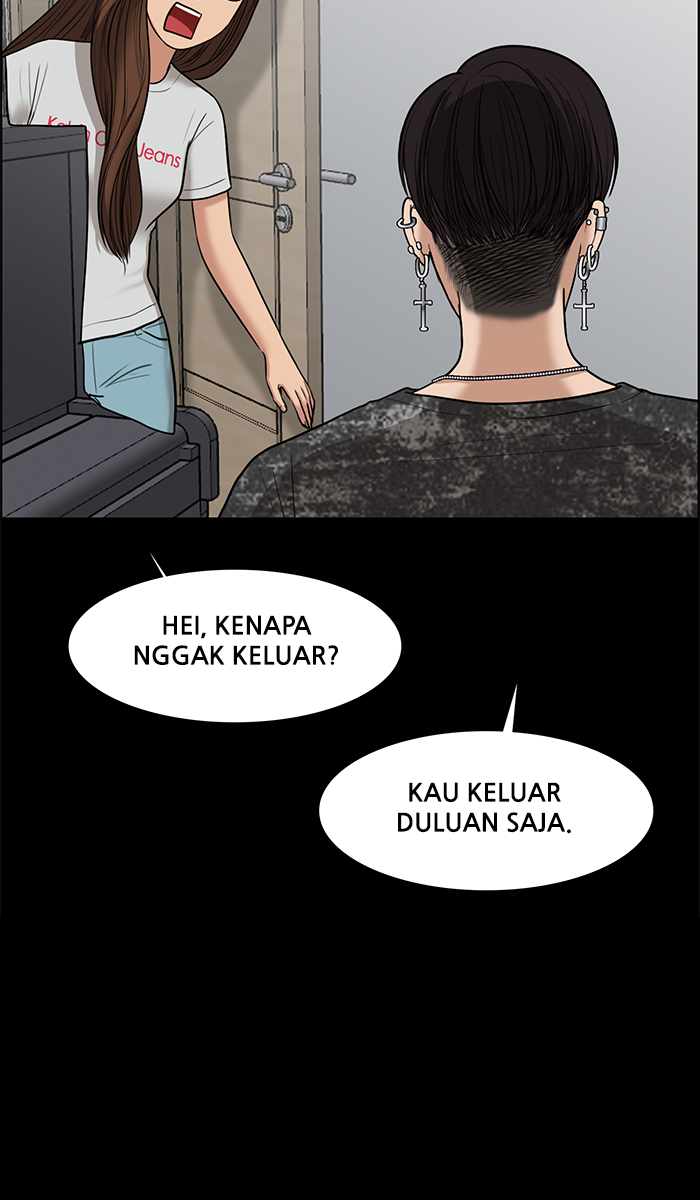 Jeans
HEI, KENAPA
NGGAK KELUAR?
KAU KELUAR
DULUAN SAJA.